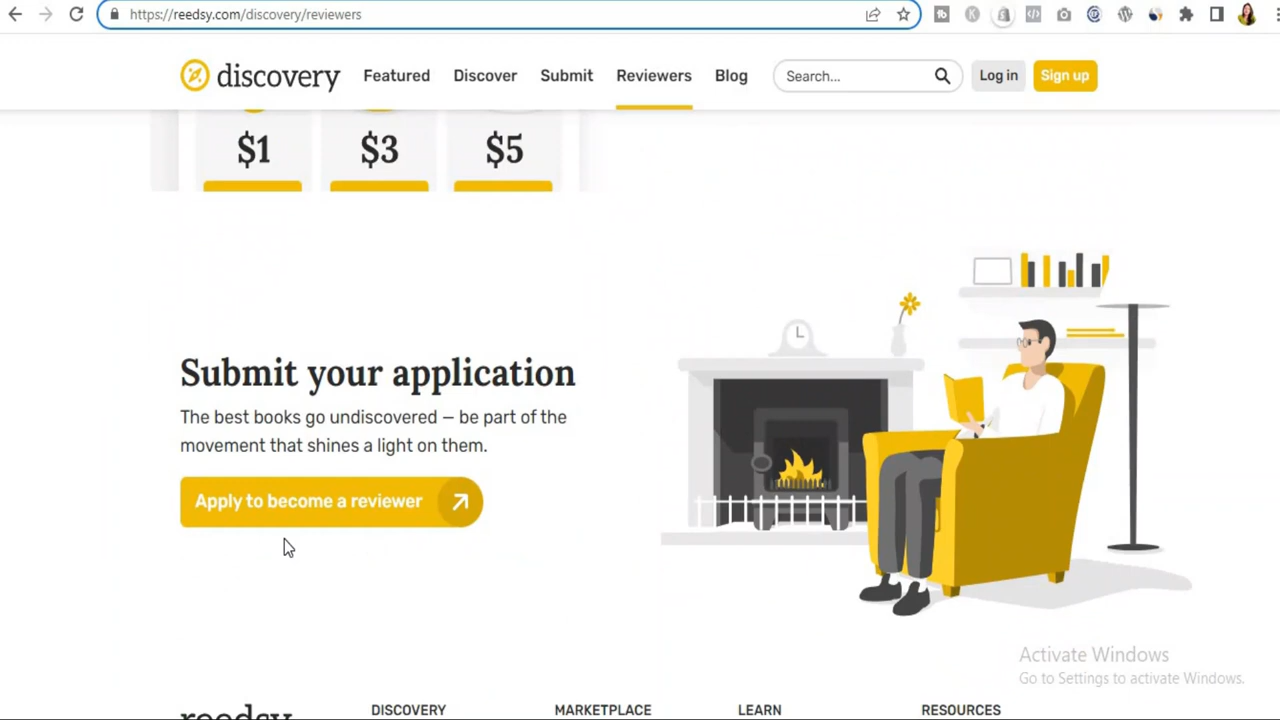 https://reedsy.com/discovery/reviewers
discovery Featured Discover Submit Reviewers Blog Search... Log in Sign up
$1 $3 $5
Submit your application
The best books go undiscovered – be part of the
movement that shines a light on them.
Apply to become a reviewer
Activate Windows
Go to Settings to activate Windows.
reedsy DISCOVERY MARKETPLACE LEARN RESOURCES